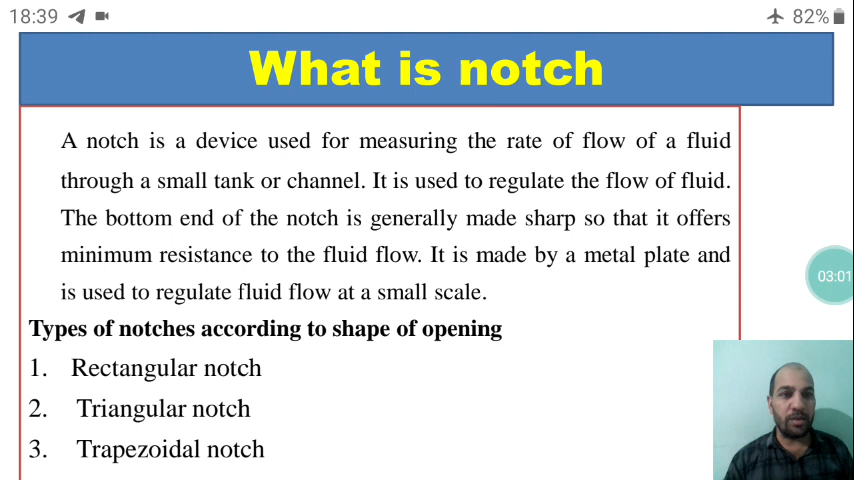 18:39
82%
What is notch
A notch is a device used for measuring the rate of flow of a fluid
through a small tank or channel. It is used to regulate the flow of fluid.
The bottom end of the notch is generally made sharp so that it offers
minimum resistance to the fluid flow. It is made by a metal plate and
is used to regulate fluid flow at a small scale.
03:01
Types of notches according to shape of opening
1. Rectangular notch
2. Triangular notch
3. Trapezoidal notch